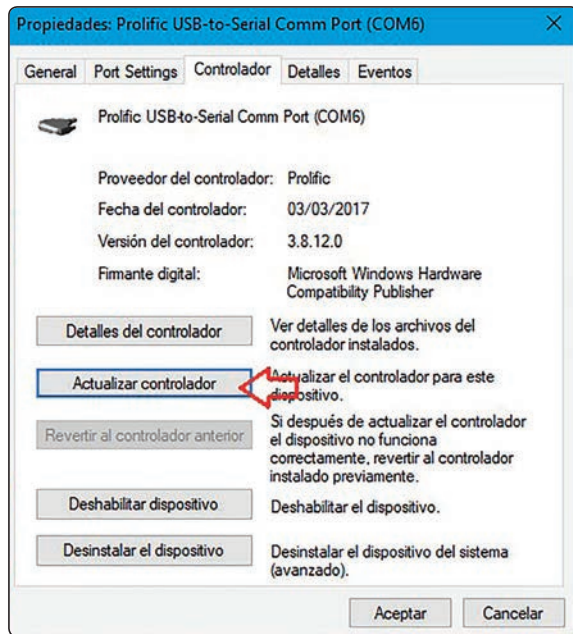 Propiedades: Prolific USB-to-Serial Comm Port (COM6)
General Port Settings Controlador Detalles Eventos
Prolific USB-to-Serial Comm Port (COM6)
Proveedor del controlador: Prolific
Fecha del controlador: 03/03/2017
Versión del controlador: 3.8.12.0
Firmante digital: Microsoft Windows Hardware
Compatibility Publisher
Detalles del controlador
Ver detalles de los archivos del
controlador instalados.
Actualizar controlador
Actualizar el controlador para este
dispositivo.
Revertir al controlador anterior
Si después de actualizar el controlador
el dispositivo no funciona
correctamente, revertir al controlador
instalado previamente.
Deshabilitar dispositivo
Deshabilitar el dispositivo.
Desinstalar el dispositivo
Desinstalar el dispositivo del sistema
(avanzado).
Aceptar Cancelar